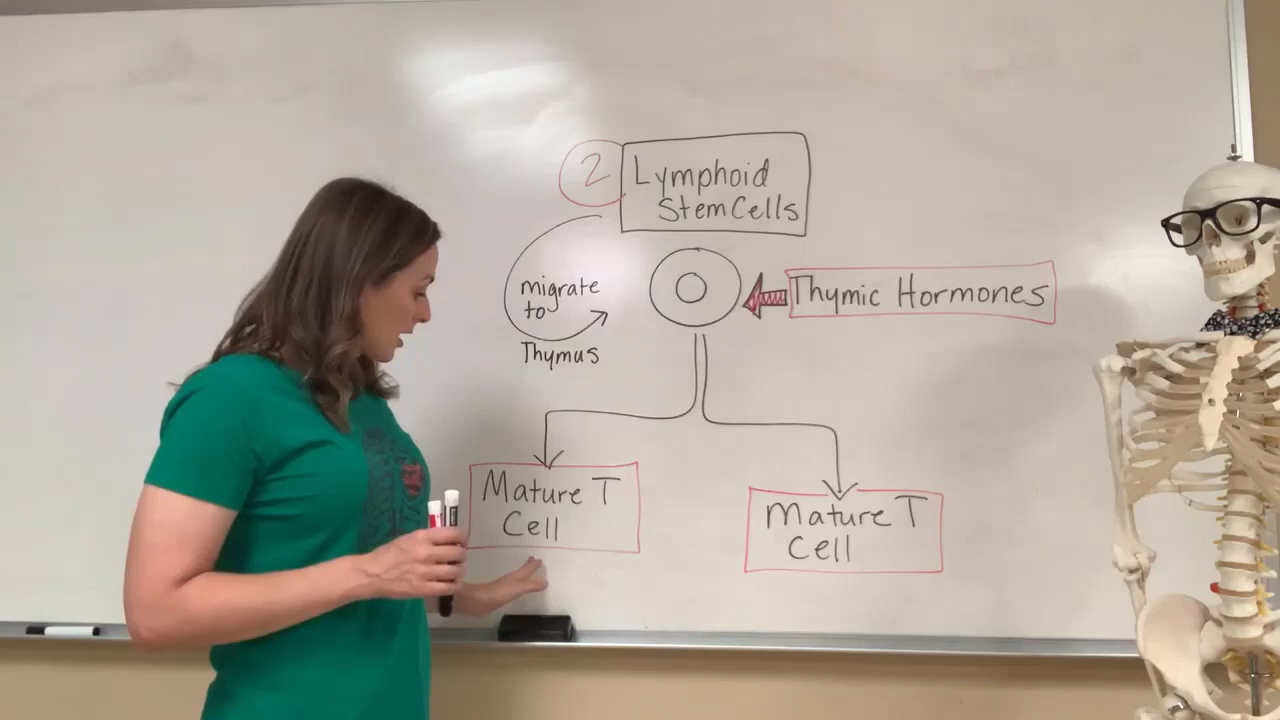 2
Lymphoid
Stem Cells
migrate
to
Thymus
Thymic Hormones
Mature T
Cell
Mature T
Cell